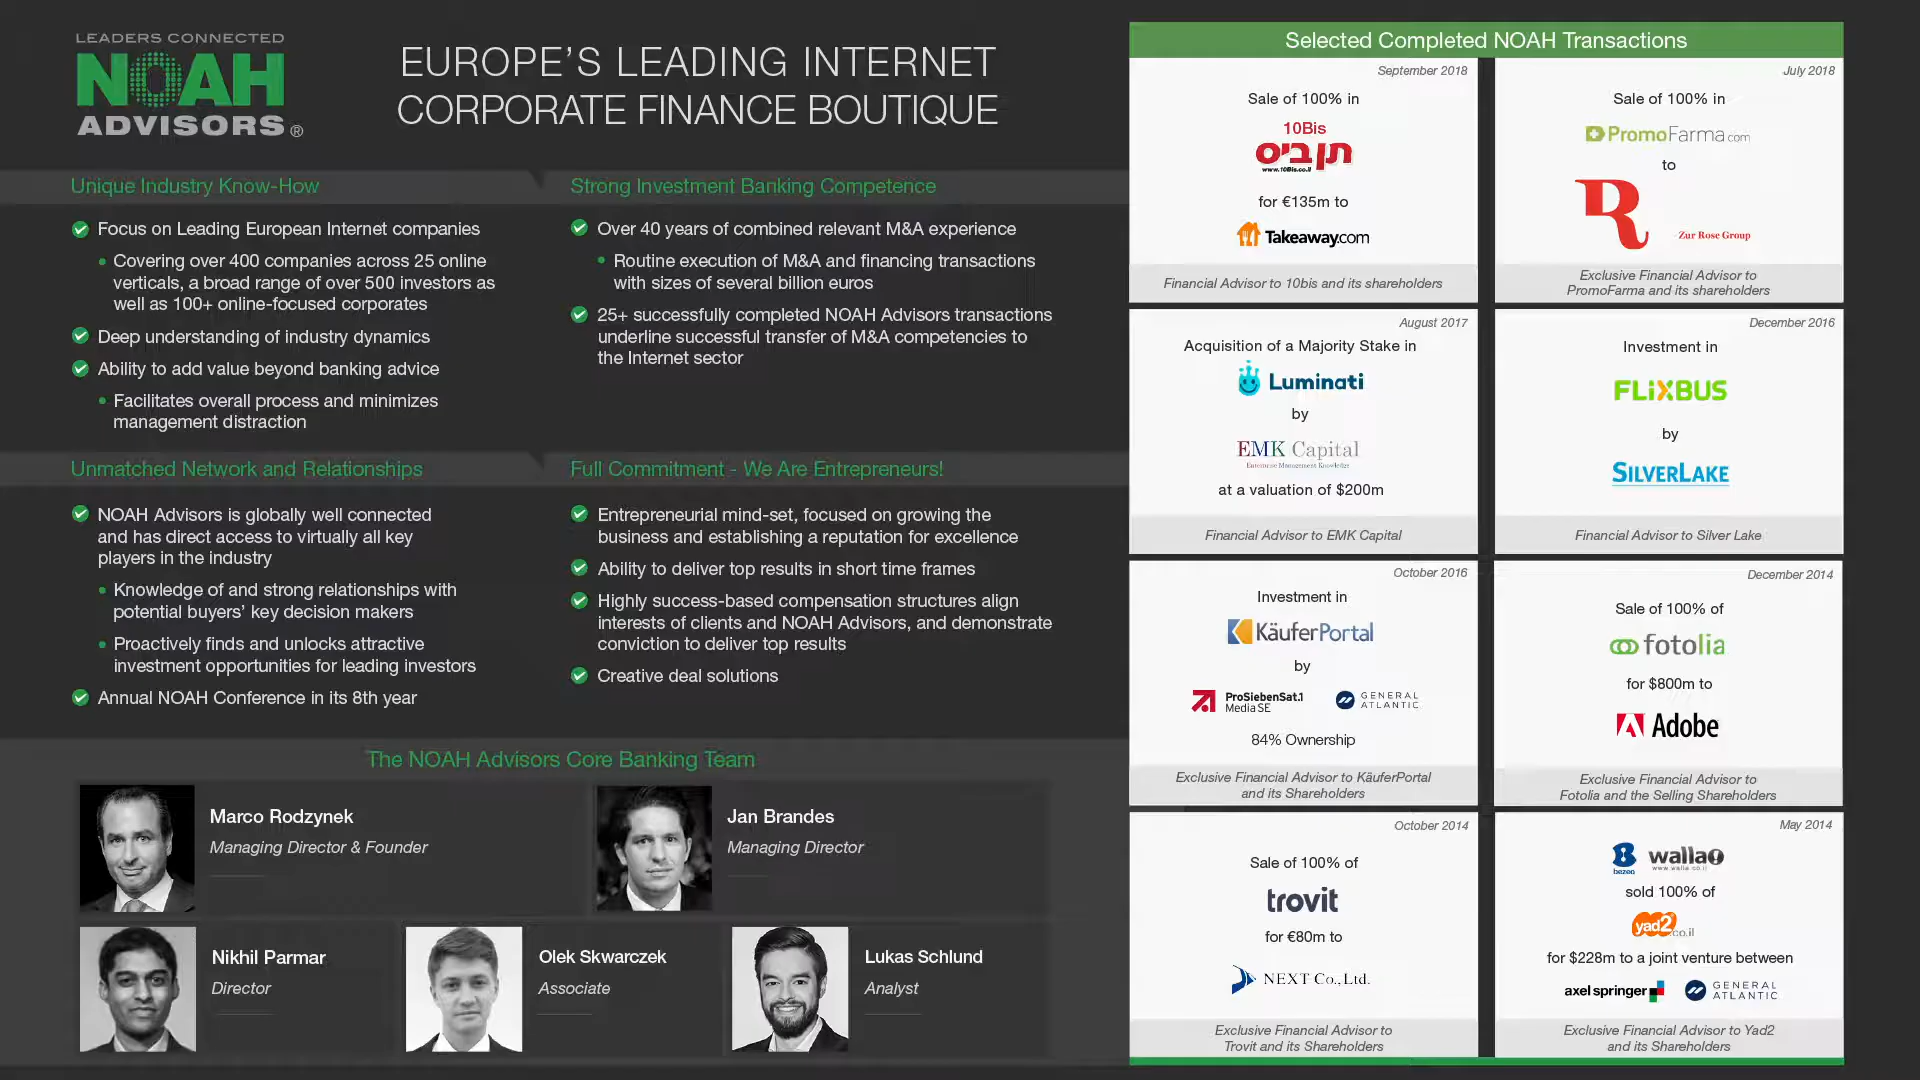 LEADERS CONNECTED
NOAH
ADVISORS®
EUROPE'S LEADING INTERNET
CORPORATE FINANCE BOUTIQUE
Unique Industry Know-How
Focus on Leading European Internet companies
Covering over 400 companies across 25 online
verticals, a broad range of over 500 investors as
well as 100+ online-focused corporates
Deep understanding of industry dynamics
Ability to add value beyond banking advice
Facilitates overall process and minimizes
management distraction
Strong Investment Banking Competence
Over 40 years of combined relevant M&A experience
Routine execution of M&A and financing transactions
with sizes of several billion euros
25+ successfully completed NOAH Advisors transactions
underline successful transfer of M&A competencies to
the Internet sector
Unmatched Network and Relationships
NOAH Advisors is globally well connected
and has direct access to virtually all key
players in the industry
Knowledge of and strong relationships with
potential buyers' key decision makers
Proactively finds and unlocks attractive
investment opportunities for leading investors
Annual NOAH Conference in its 8th year
Full Commitment - We Are Entrepreneurs!
Entrepreneurial mind-set, focused on growing the
business and establishing a reputation for excellence
Ability to deliver top results in short time frames
Highly success-based compensation structures align
interests of clients and NOAH Advisors, and demonstrate
conviction to deliver top results
Creative deal solutions
The NOAH Advisors Core Banking Team
Marco Rodzynek
Managing Director & Founder
Jan Brandes
Managing Director
Nikhil Parmar
Director
Olek Skwarczek
Associate
Lukas Schlund
Analyst
Selected Completed NOAH Transactions
September 2018
Sale of 100% in
10Bis
תן ביס
www.10Bis.co.il
for €135m to
Takeaway.com
Financial Advisor to 10bis and its shareholders
July 2018
Sale of 100% in
PromoFarma.com
to
R
Zur Rose Group
Exclusive Financial Advisor to
PromoFarma and its shareholders
August 2017
Acquisition of a Majority Stake in
Luminati
by
EMK Capital
Enterprise Management Knowledge
at a valuation of $200m
Financial Advisor to EMK Capital
December 2016
Investment in
FLiXBUS
by
SILVERLAKE
Financial Advisor to Silver Lake
October 2016
Investment in
KäuferPortal
by
ProSiebenSat.1
Media SE
GENERAL
ATLANTIC
84% Ownership
Exclusive Financial Advisor to KäuferPortal
and its Shareholders
December 2014
Sale of 100% of
fotolia
for $800m to
Adobe
Exclusive Financial Advisor to
Fotolia and the Selling Shareholders
October 2014
Sale of 100% of
trovit
for €80m to
NEXT Co., Ltd.
Exclusive Financial Advisor to
Trovit and its Shareholders
May 2014
bezeq
walla!
www.walla.co.il
sold 100% of
yad2.co.il
for $228m to a joint venture between
axel springer
GENERAL
ATLANTIC
Exclusive Financial Advisor to Yad2
and its Shareholders